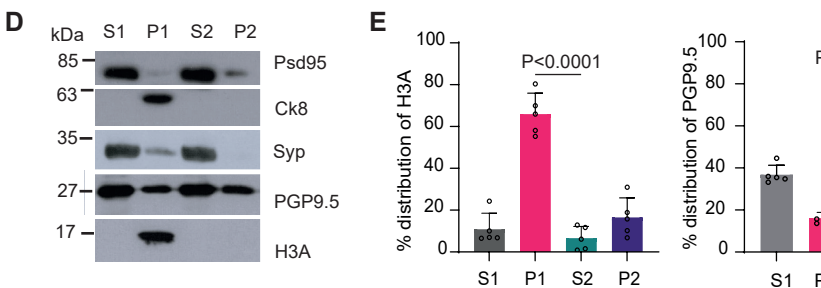 D
kDa S1 P1 S2 P2
85 Psd95
63 Ck8
35 Syp
27 PGP9.5
17 H3A
E
% distribution of H3A
100
80
60
40
20
0
P<0.0001
S1 P1 S2 P2
% distribution of PGP9.5
100
80
60
40
20
0
P
S1 P